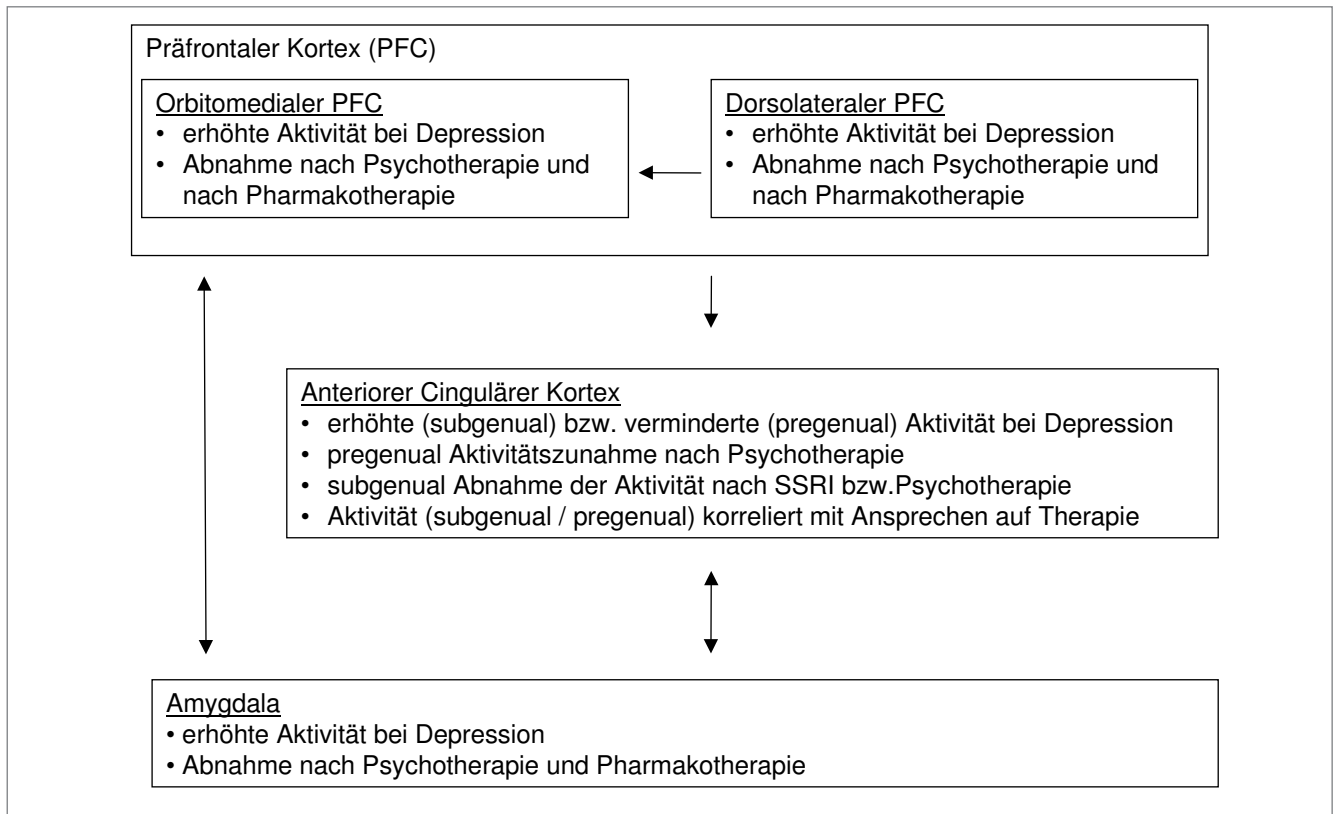 Präfrontaler Kortex (PFC)
Orbitomedialer PFC
• erhöhte Aktivität bei Depression
• Abnahme nach Psychotherapie und
nach Pharmakotherapie
Dorsolateraler PFC
• erhöhte Aktivität bei Depression
• Abnahme nach Psychotherapie und
nach Pharmakotherapie
Anteriorer Cingulärer Kortex
• erhöhte (subgenual) bzw. verminderte (pregenual) Aktivität bei Depression
• pregenual Aktivitätszunahme nach Psychotherapie
• subgenual Abnahme der Aktivität nach SSRI bzw.Psychotherapie
• Aktivität (subgenual / pregenual) korreliert mit Ansprechen auf Therapie
Amygdala
• erhöhte Aktivität bei Depression
• Abnahme nach Psychotherapie und Pharmakotherapie